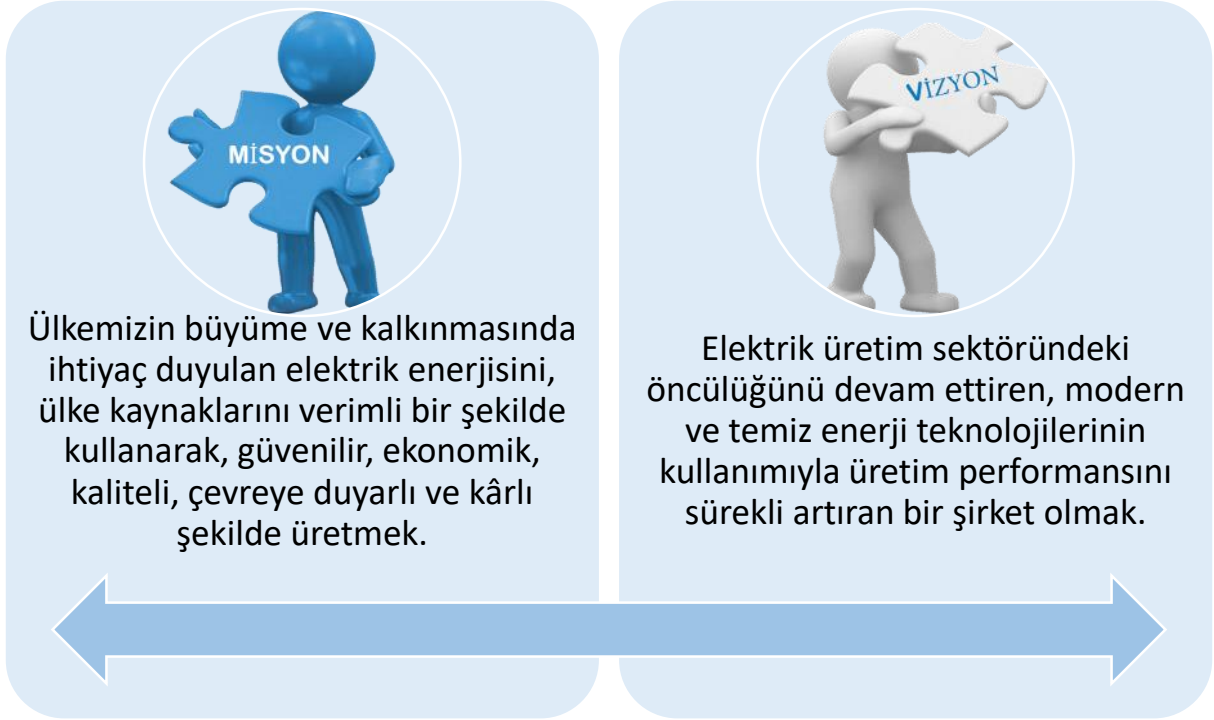 MİSYON
Ülkemizin büyüme ve kalkınmasında
ihtiyaç duyulan elektrik enerjisini,
ülke kaynaklarını verimli bir şekilde
kullanarak, güvenilir, ekonomik,
kaliteli, çevreye duyarlı ve kârlı
şekilde üretmek.
VİZYON
Elektrik üretim sektöründeki
öncülüğünü devam ettiren, modern
ve temiz enerji teknolojilerinin
kullanımıyla üretim performansını
sürekli artıran bir şirket olmak.